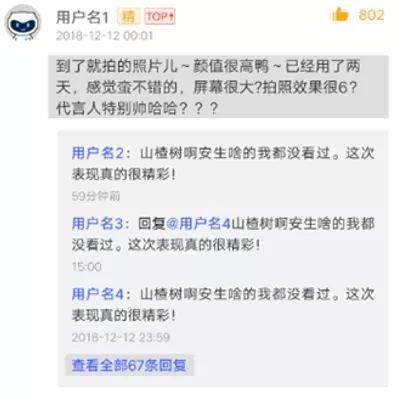 用户名1 精 TOP↑ 802
2018-12-12 00:01
到了就拍的照片儿～颜值很高鸭～已经用了两
天，感觉蛮不错的，屏幕很大?拍照效果很6?
代言人特别帅哈哈？？？
用户名2：山楂树啊安生啥的我都没看过。这次
表现真的很精彩!
59分钟前
用户名3：回复@用户名4山楂树啊安生啥的我都
没看过。这次表现真的很精彩!
15:00
用户名4：山楂树啊安生啥的我都没看过。这次
表现真的很精彩!
2018-12-12 23:59
查看全部67条回复